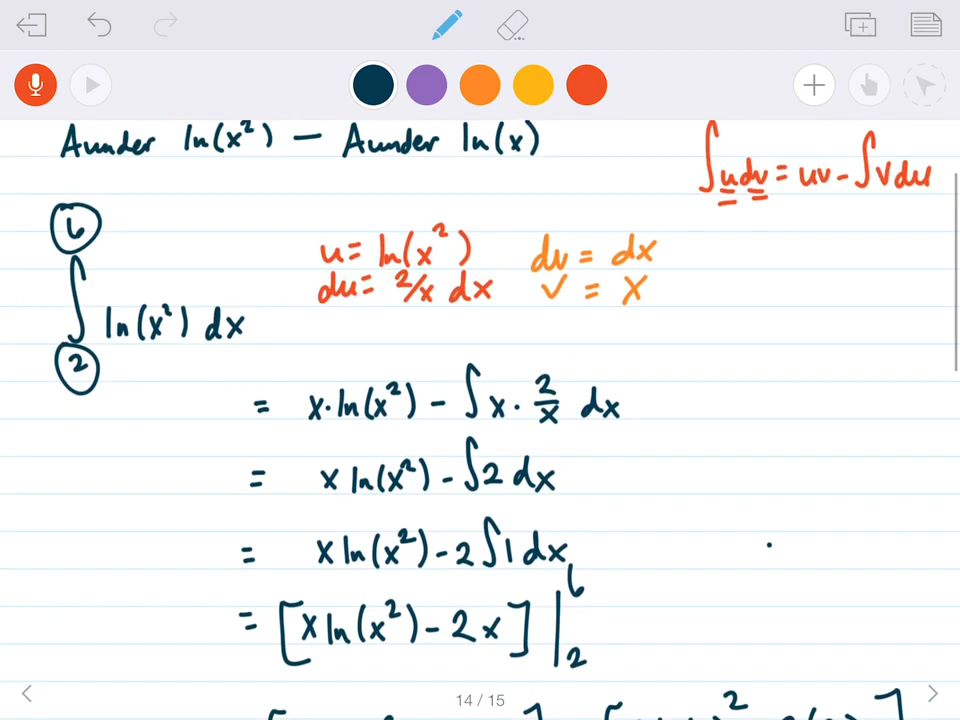 Aunder ln(x²) — Aunder ln(x)
∫udv = uv - ∫vdu
6
∫ ln(x²) dx
2
u = ln(x²) dv = dx
du = 2/x dx v = x
= x·ln(x²) - ∫x · 2/x dx
= x ln(x²) - ∫2 dx
= x ln(x²) - 2 ∫1 dx
= [x ln(x²) - 2x] |₂⁶
14 / 15